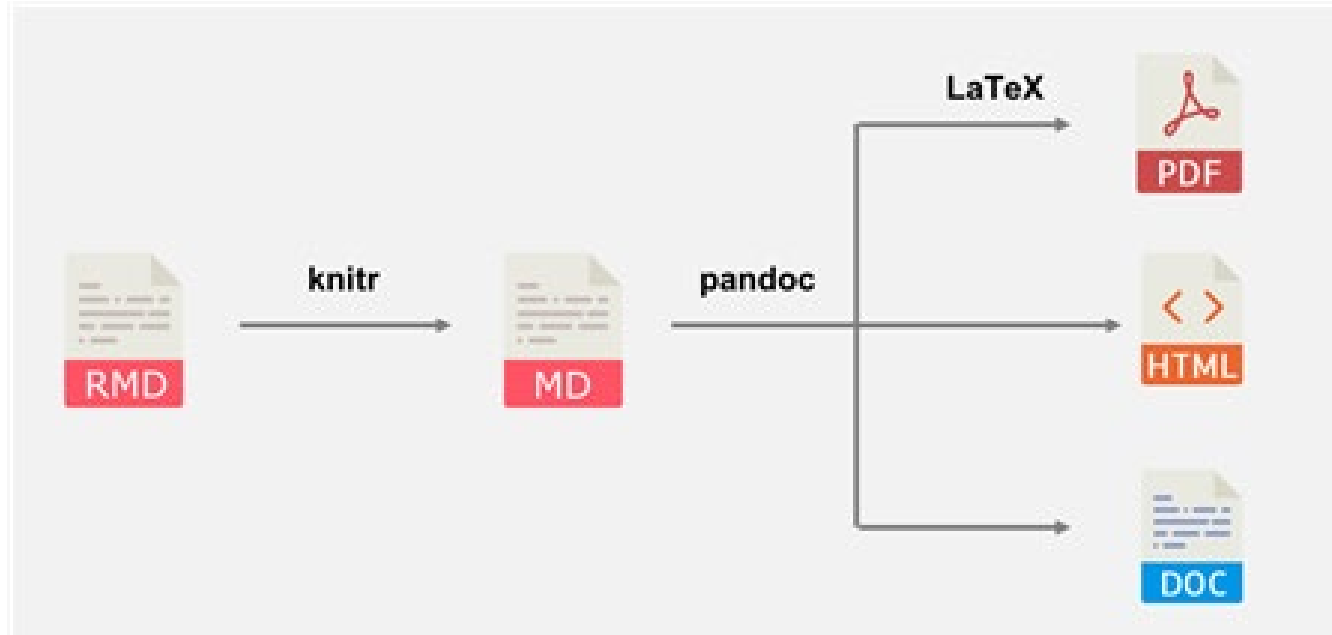 LaTeX
PDF
knitr
pandoc
RMD
MD
HTML
DOC